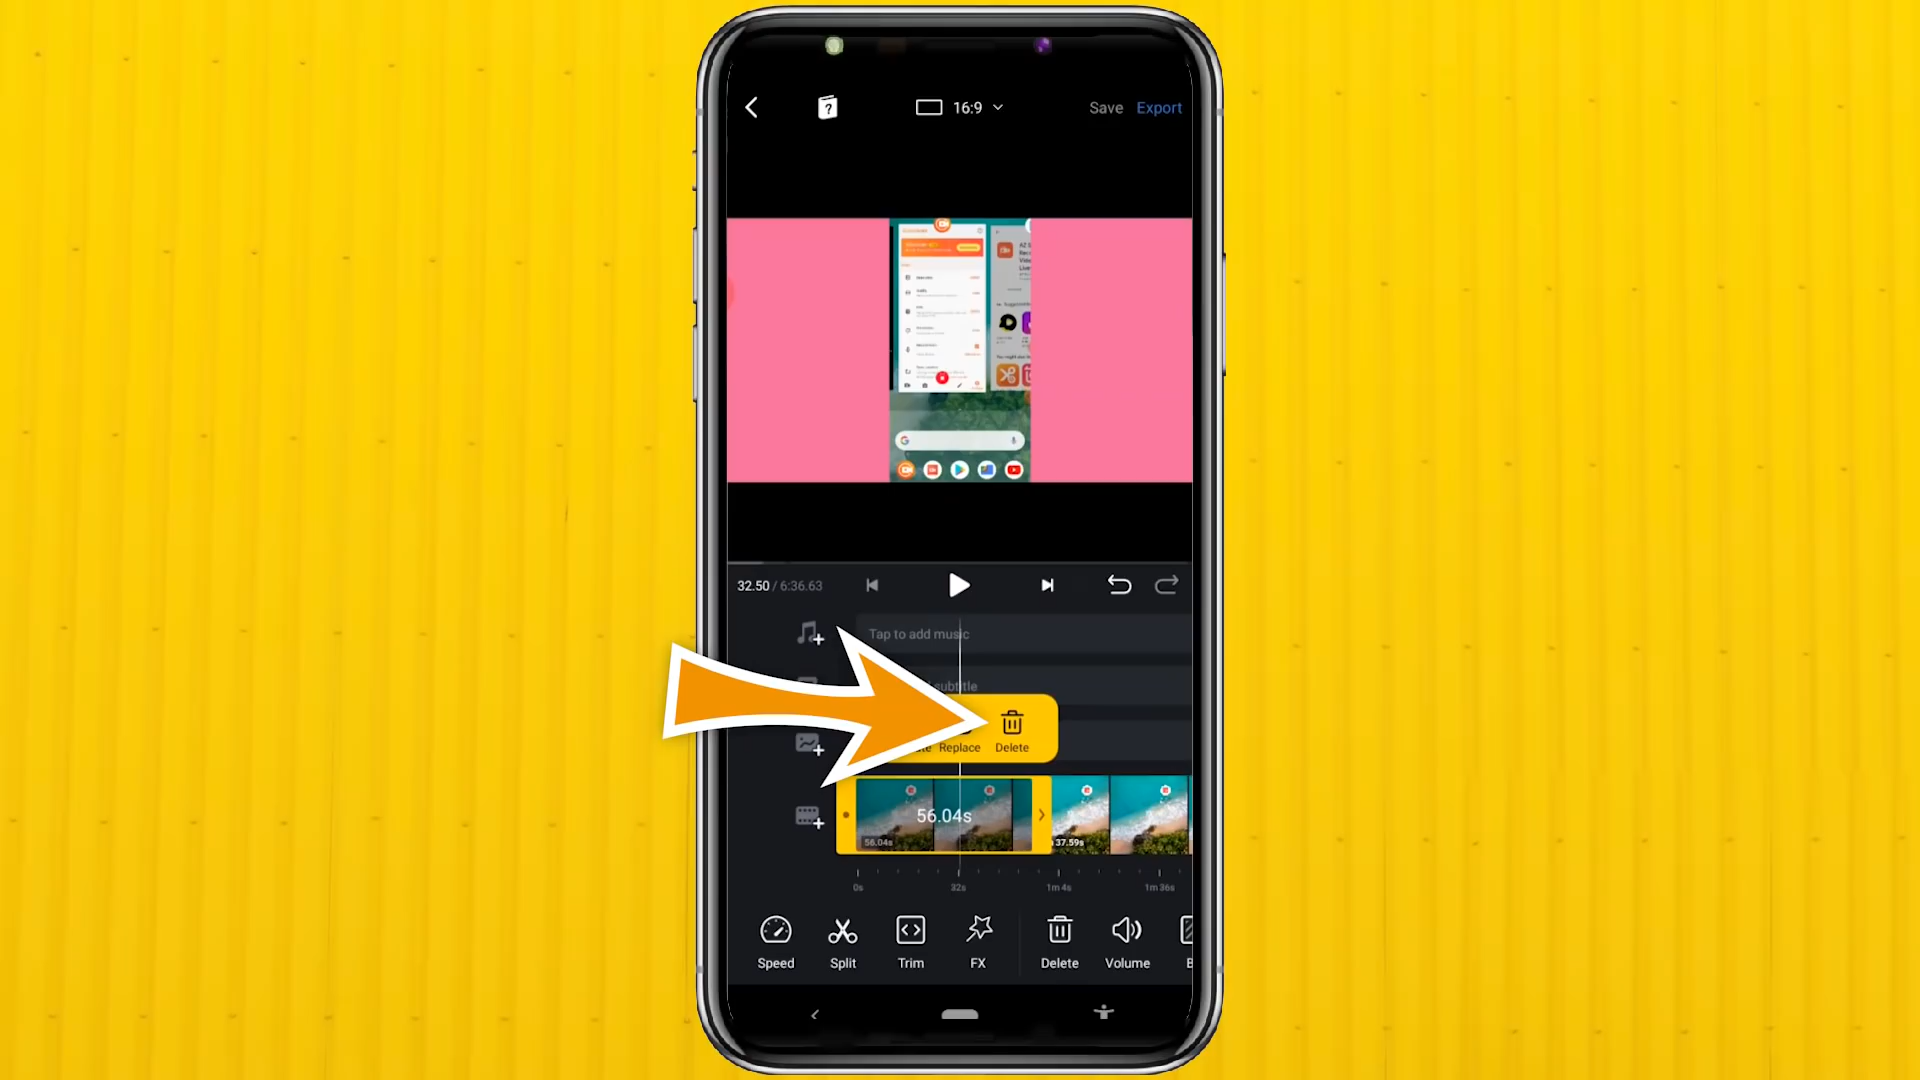 16:9
Save
Export
32.50 / 6:36.63
Tap to add music
subtitle
Replace
Delete
56.04s
56.04s
37.59s
0s
32s
1m 4s
1m 36s
Speed
Split
Trim
FX
Delete
Volume